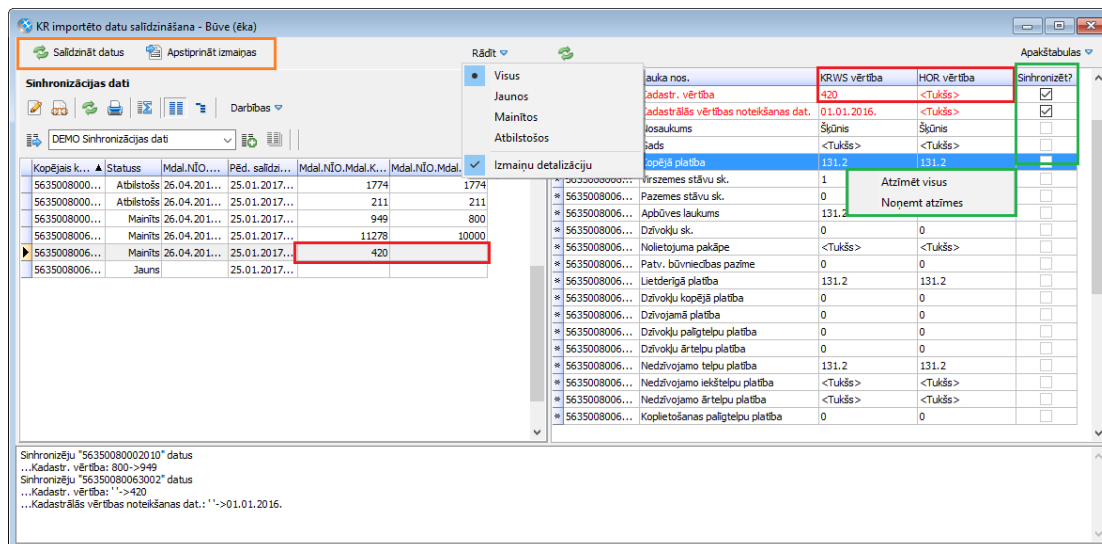 KR importēto datu salīdzināšana - Būve (ēka)
Salīdzināt datus Apstiprināt izmaiņas Rādīt Apakštabulas
Sinhronizācijas dati
Darbības
DEMO Sinhronizācijas dati
Visus
Jaunos
Mainītos
Atbilstošos
Izmaiņu detalizāciju
Kopējais k... Statuss Mdal.NĪO.... Pēd. salīdzi... Mdal.NĪO.Mdal.K... Mdal.NĪO.Mdal.
5635008000... Atbilstošs 26.04.201... 25.01.2017... 1774 1774
5635008000... Atbilstošs 26.04.201... 25.01.2017... 211 211
5635008000... Mainīts 26.04.201... 25.01.2017... 949 800
5635008006... Mainīts 26.04.201... 25.01.2017... 11278 10000
5635008006... Mainīts 26.04.201... 25.01.2017... 420
5635008006... Jauns 25.01.2017...
auka nos. KRWS vērtība HOR vērtība Sinhronizēt?
Kadastr. vērtība 420 <Tukšs>
Kadastrālās vērtības noteikšanas dat. 01.01.2016. <Tukšs>
Nosaukums Šķūnis Šķūnis
Gads <Tukšs> <Tukšs>
Kopējā platība 131.2 131.2
5635008006... Virszemes stāvu sk. 1
5635008006... Pazemes stāvu sk. 0
5635008006... Apbūves laukums 131.2
5635008006... Dzīvokļu sk. 0 0
5635008006... Nolietojuma pakāpe <Tukšs> <Tukšs>
5635008006... Patv. būvniecības pazīme 0 0
5635008006... Lietderīgā platība 131.2 131.2
5635008006... Dzīvokļu kopējā platība 0 0
5635008006... Dzīvojamā platība 0 0
5635008006... Dzīvokļu palīgtelpu platība 0 0
5635008006... Dzīvokļu ārtelpu platība 0 0
5635008006... Nedzīvojamo telpu platība 131.2 131.2
5635008006... Nedzīvojamo iekštelpu platība <Tukšs> <Tukšs>
5635008006... Nedzīvojamo ārtelpu platība <Tukšs> <Tukšs>
5635008006... Koplietošanas palīgtelpu platība 0 0
Atzīmēt visus
Noņemt atzīmes
Sinhronizēju "56350080002010" datus
...Kadastr. vērtība: 800->949
Sinhronizēju "56350080063002" datus
...Kadastr. vērtība: ' '->420
...Kadastrālās vērtības noteikšanas dat.: ' '->01.01.2016.